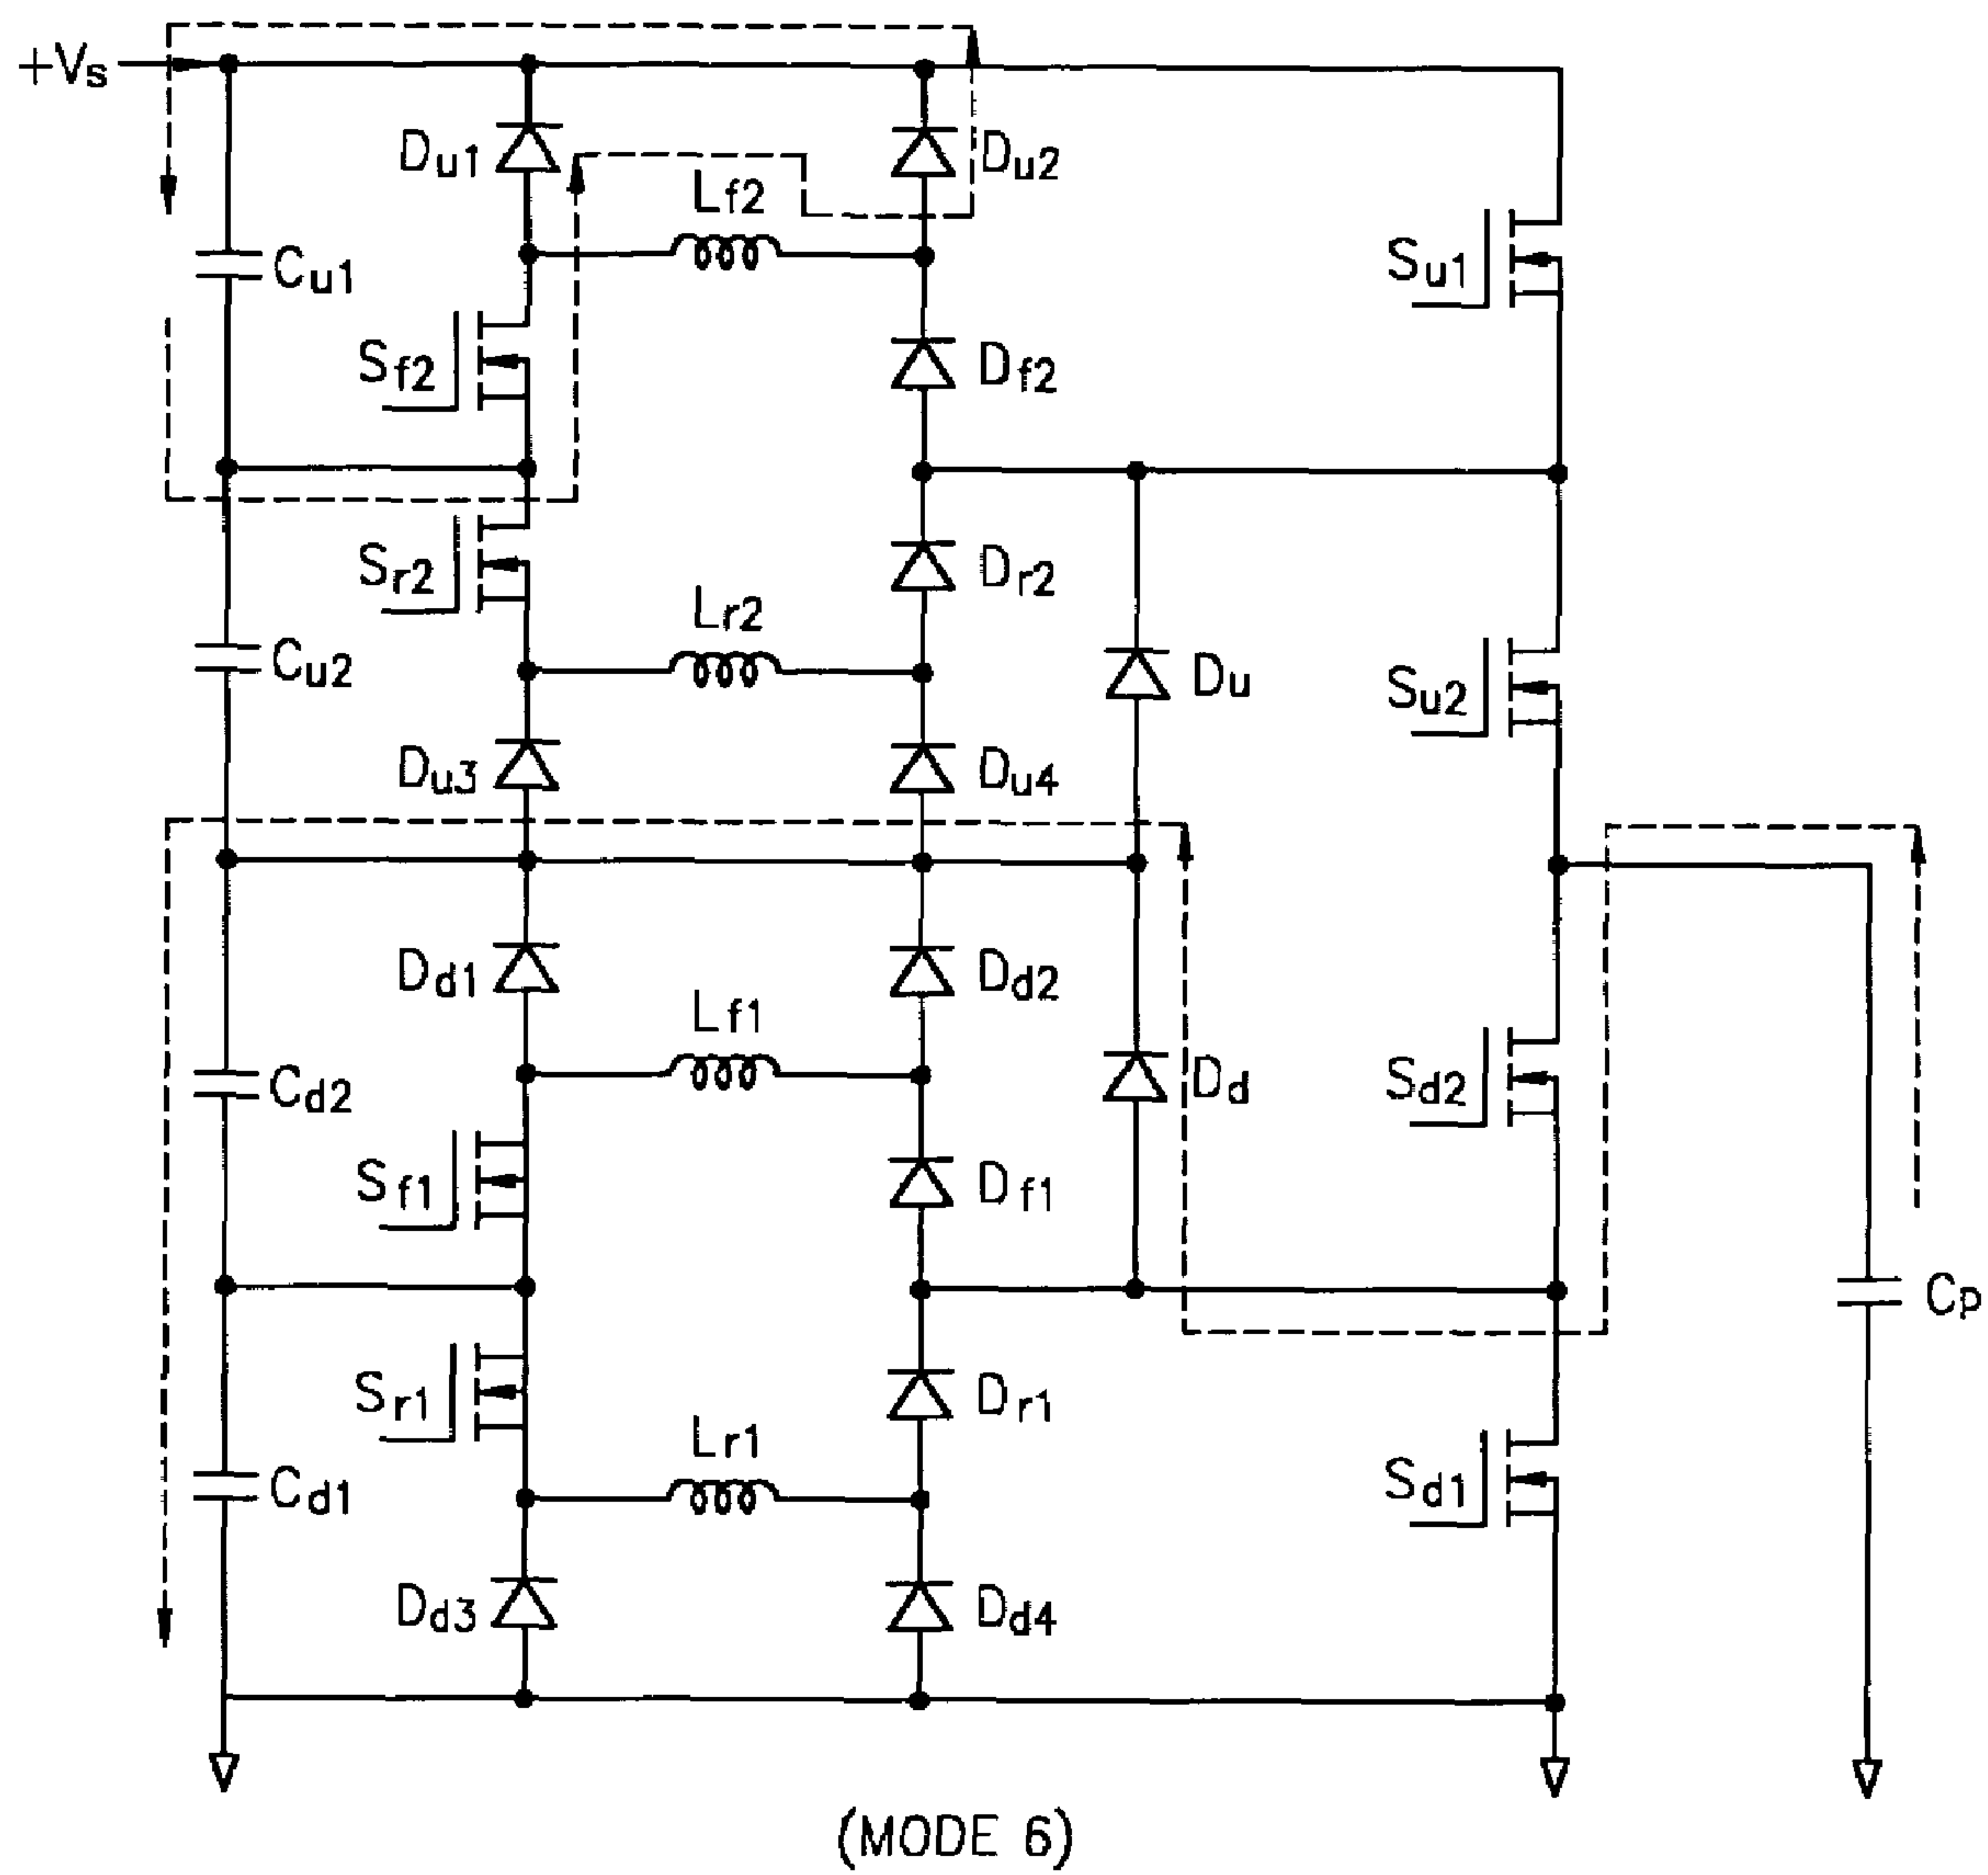 +Vs
Du1
Du2
Lf2
Cu1
Su1
Sf2
Df2
Sr2
Dr2
Lr2
Cu2
Du
Su2
Du3
Du4
Dd1
Dd2
Lf1
Cd2
Dd
Sd2
Sf1
Df1
Cp
Sr1
Dr1
Lr1
Cd1
Sd1
Dd3
Dd4
(MODE 6)